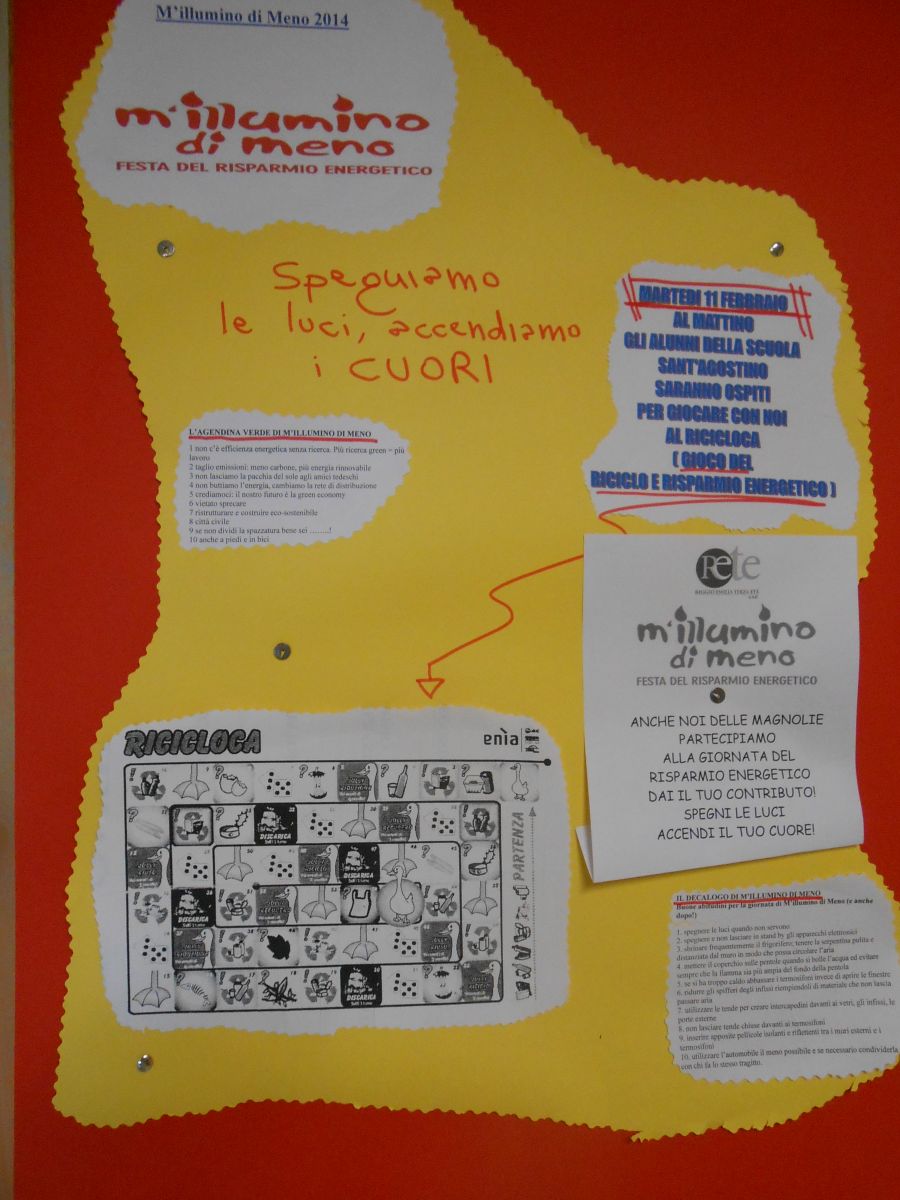 M'illumino di Meno 2014
m'illumino
di meno
FESTA DEL RISPARMIO ENERGETICO
Speguiamo
le luci, accendiamo
i CUORI
MARTEDI 11 FEBBRAIO
AL MATTINO
GLI ALUNNI DELLA SCUOLA
SANT'AGOSTINO
SARANNO OSPITI
PER GIOCARE CON NOI
AL RICICLOCA
( GIOCO DEL
RICICLO E RISPARMIO ENERGETICO )
L'AGENDINA VERDE DI M'ILLUMINO DI MENO
1 non c'è efficienza energetica senza ricerca. Più ricerca green = più
lavoro
2 taglio emissioni: meno carbone, più energia rinnovabile
3 non lasciamo la pacchia del sole agli amici tedeschi
4 non buttiamo l'energia, cambiamo la rete di distribuzione
5 crediamoci: il nostro futuro è la green economy
6 vietato sprecare
7 ristrutturare e costruire eco-sostenibile
8 città civile
9 se non dividi la spazzatura bene sei ........!
10 anche a piedi e in bici
Rete
REGGIO EMILIA TERZA ETÀ
m'illumino
di meno
FESTA DEL RISPARMIO ENERGETICO
ANCHE NOI DELLE MAGNOLIE
PARTECIPIAMO
ALLA GIORNATA DEL
RISPARMIO ENERGETICO
DAI IL TUO CONTRIBUTO!
SPEGNI LE LUCI
ACCENDI IL TUO CUORE!
RICICLOCA
enìa
PARTENZA
DISCARICA
DISCARICA
DISCARICA
DISCARICA
DISCARICA
IL DECALOGO DI M'ILLUMINO DI MENO
Buone abitudini per la giornata di M'illumino di Meno (e anche
dopo!)
1. spegnere le luci quando non servono
2. spegnere e non lasciare in stand by gli apparecchi elettronici
3. sbrinare frequentemente il frigorifero; tenere la serpentina pulita e
distanziata dal muro in modo che possa circolare l'aria
4. mettere il coperchio sulle pentole quando si bolle l'acqua ed evitare
sempre che la fiamma sia più ampia del fondo della pentola
5. se si ha troppo caldo abbassare i termosifoni invece di aprire le finestre
6. ridurre gli spifferi degli infissi riempiendoli di materiale che non lascia
passare aria
7. utilizzare le tende per creare intercapedini davanti ai vetri, gli infissi, le
porte esterne
8. non lasciare tende chiuse davanti ai termosifoni
9. inserire apposite pellicole isolanti e riflettenti tra i muri esterni e i
termosifoni
10. utilizzare l'automobile il meno possibile e se necessario condividerla
con chi fa lo stesso tragitto.